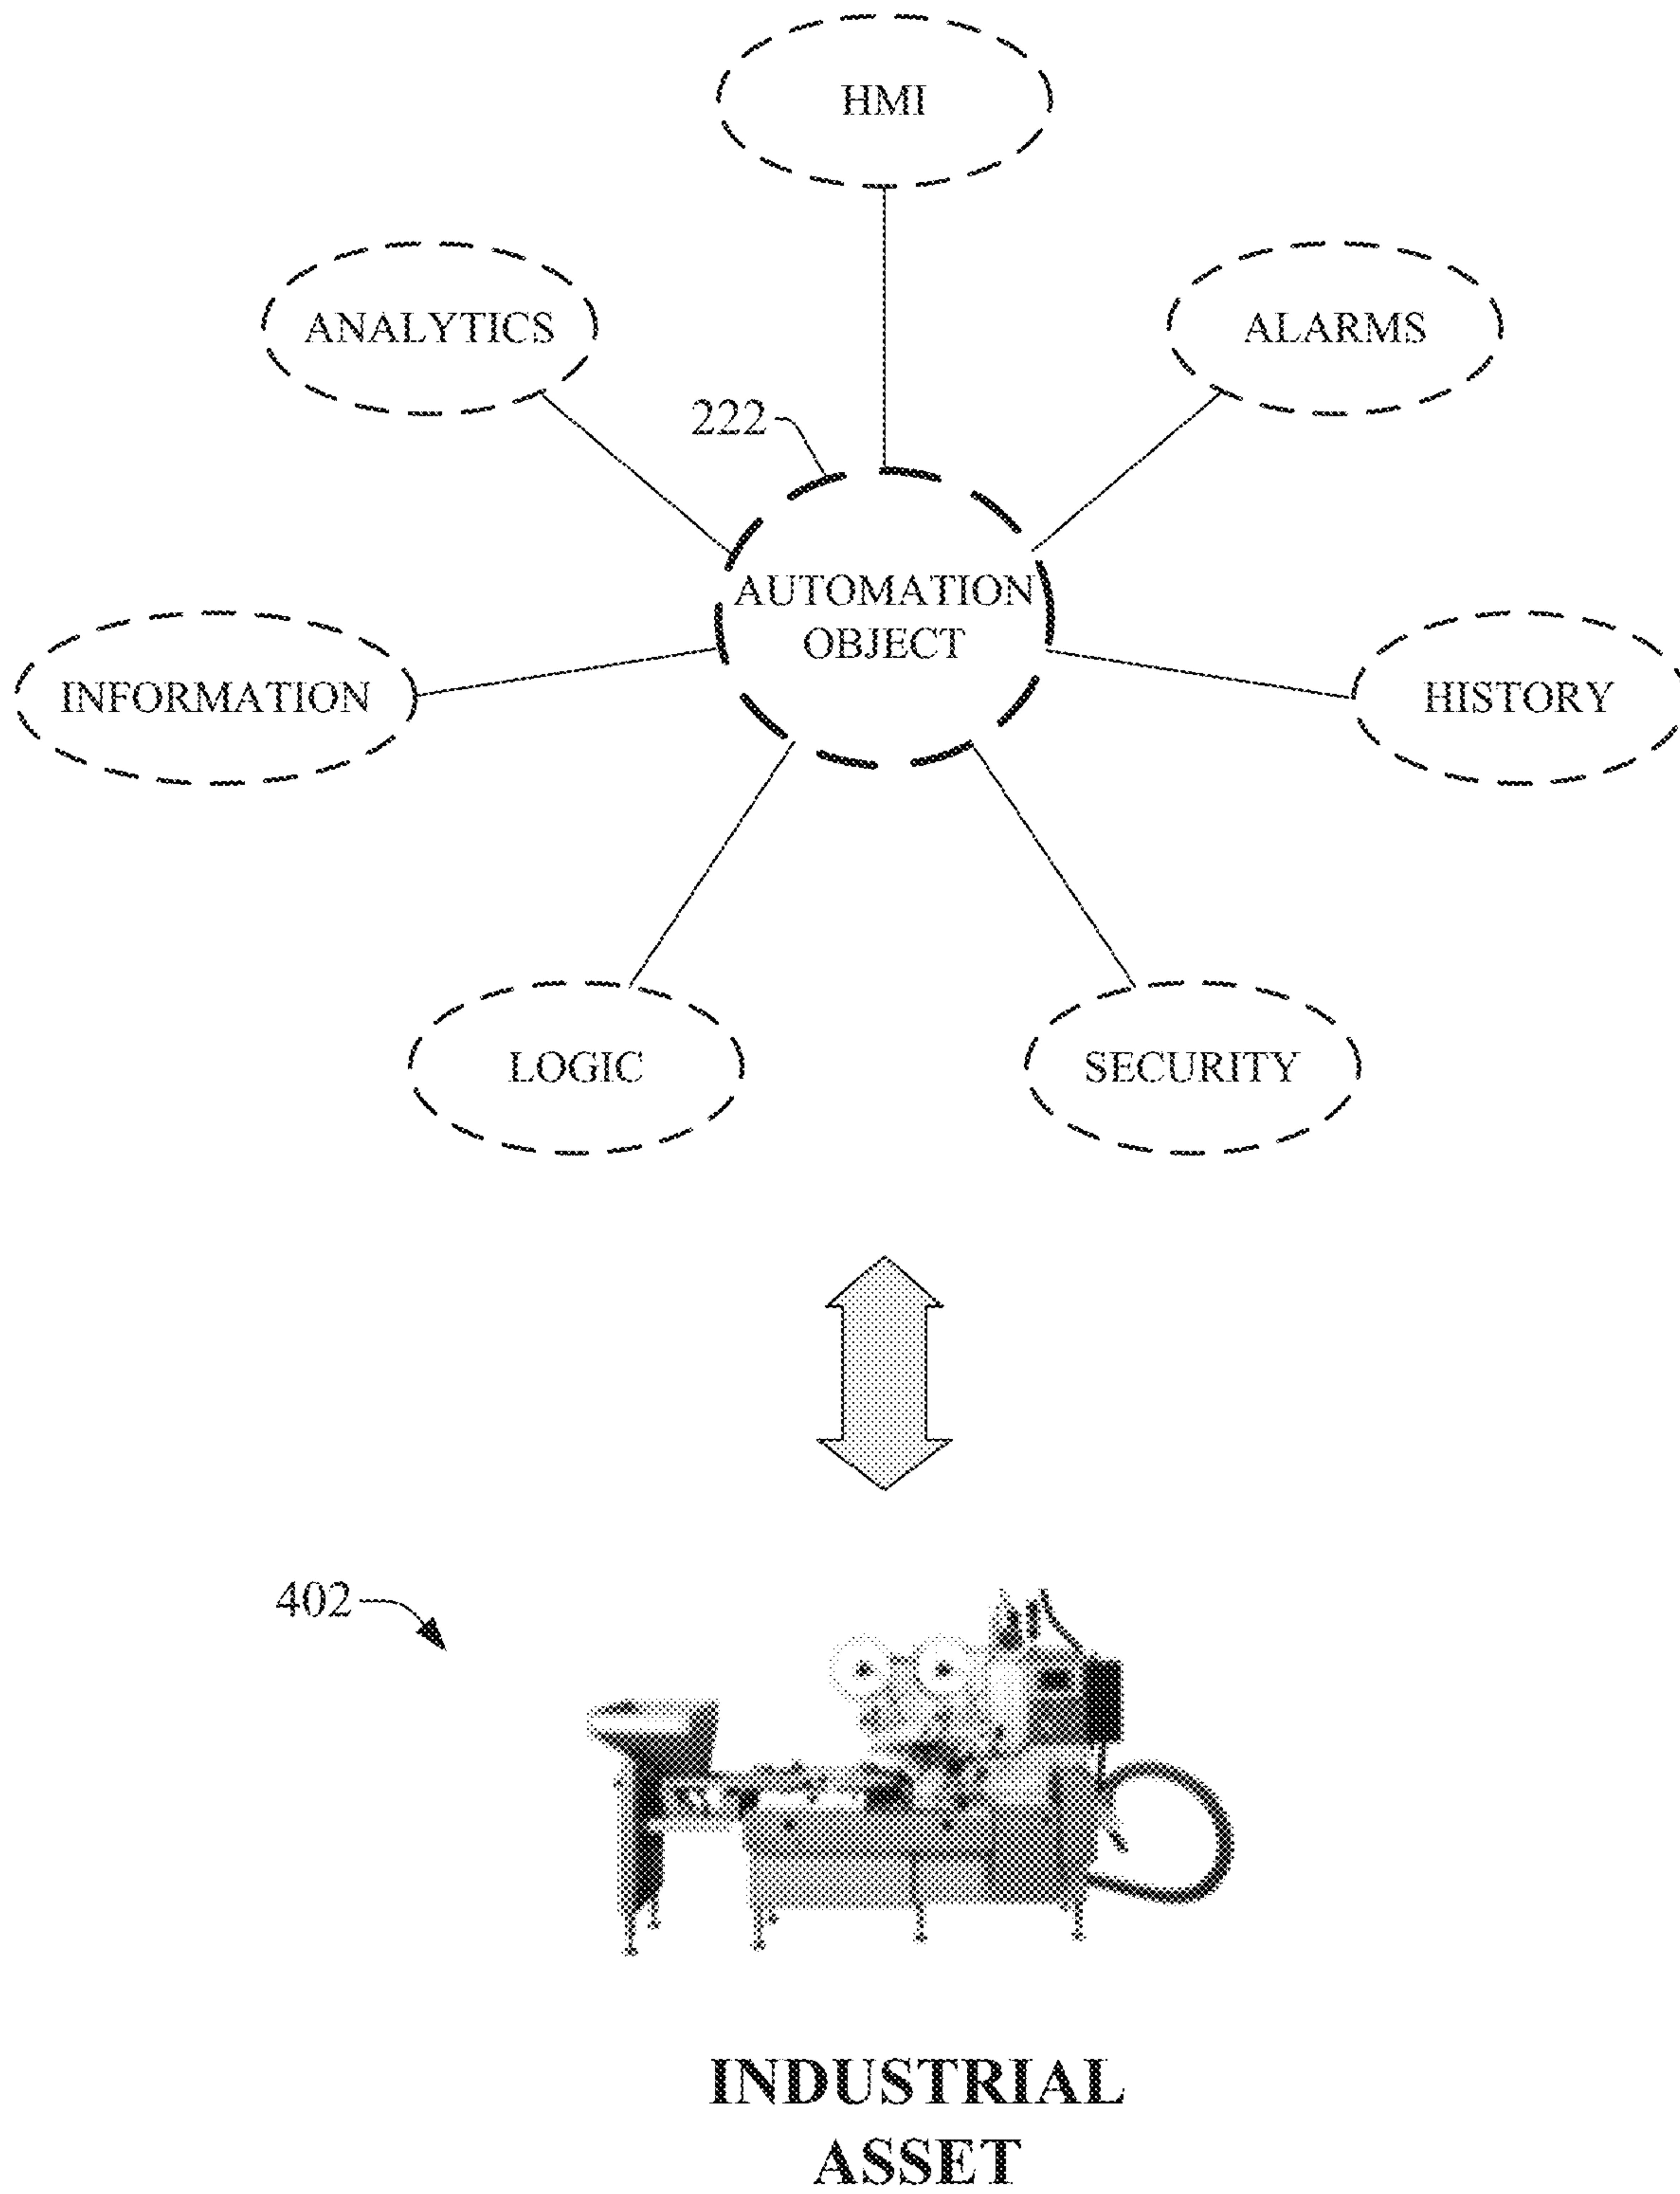 HMI
ANALYTICS
ALARMS
222
AUTOMATION
OBJECT
INFORMATION
HISTORY
LOGIC
SECURITY
402
INDUSTRIAL
ASSET